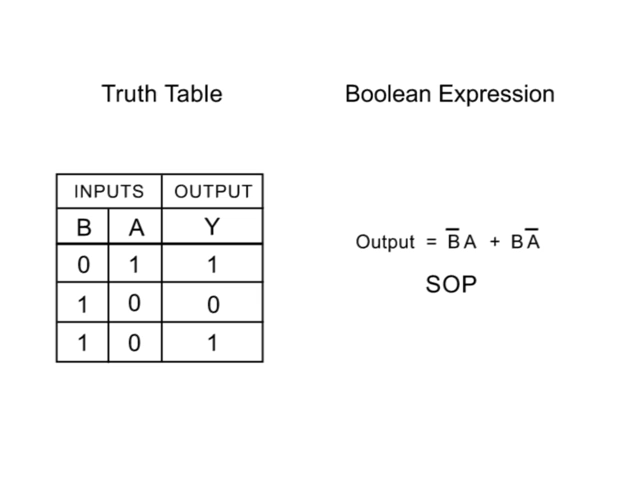 Truth Table
Boolean Expression
INPUTS OUTPUT
B A Y
0 1 1
1 0 0
1 0 1
Output = B̅ A + B A̅
SOP